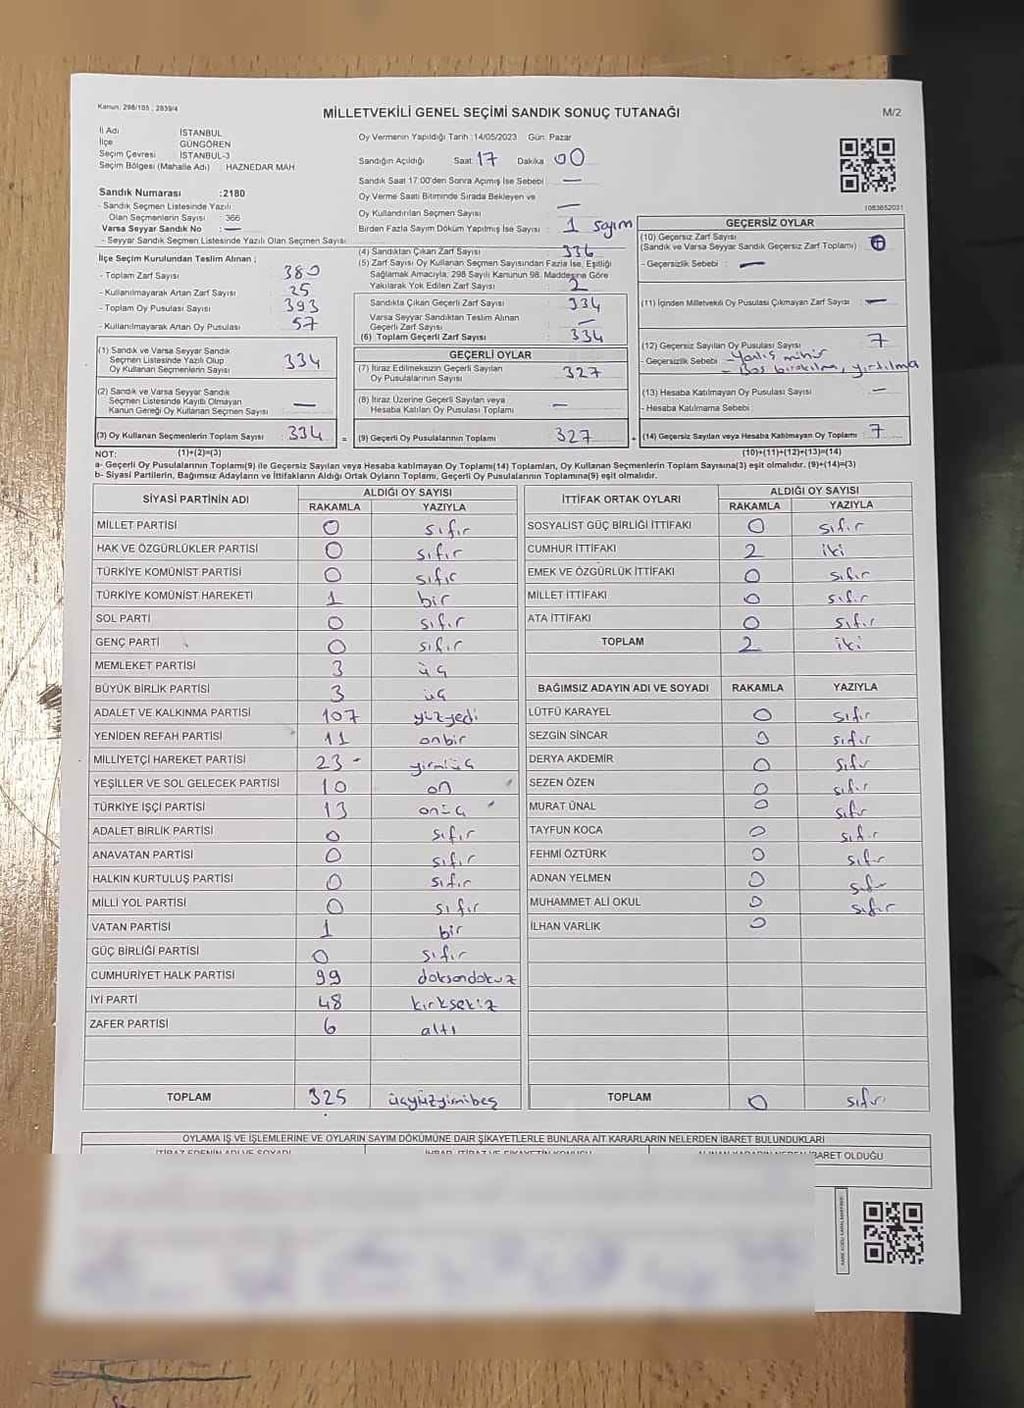 Kanun: 298/105 ; 2839/4
MİLLETVEKİLİ GENEL SEÇİMİ SANDIK SONUÇ TUTANAĞI
M/2
İl Adı İSTANBUL
İlçe GÜNGÖREN
Seçim Çevresi İSTANBUL-3
Seçim Bölgesi (Mahalle Adı) : HAZNEDAR MAH
Sandık Numarası :2180
- Sandık Seçmen Listesinde Yazılı
Olan Seçmenlerin Sayısı : 366
Varsa Seyyar Sandık No : —
- Seyyar Sandık Seçmen Listesinde Yazılı Olan Seçmen Sayısı
İlçe Seçim Kurulundan Teslim Alınan ;
- Toplam Zarf Sayısı 380
- Kullanılmayarak Artan Zarf Sayısı 25
- Toplam Oy Pusulası Sayısı 393
- Kullanılmayarak Artan Oy Pusulası 57
Oy Vermenin Yapıldığı Tarih :14/05/2023 Gün: Pazar
Sandığın Açıldığı Saat: 17 Dakika: 00
Sandık Saat 17:00'den Sonra Açılmış İse Sebebi : —
Oy Verme Saati Bitiminde Sırada Bekleyen ve
Oy Kullandırılan Seçmen Sayısı —
Birden Fazla Sayım Döküm Yapılmış İse Sayısı : 1 sayım
(4) Sandıktan Çıkan Zarf Sayısı : 336
(5) Zarf Sayısı Oy Kullanan Seçmen Sayısından Fazla İse, Eşitliği
Sağlamak Amacıyla, 298 Sayılı Kanunun 98. Maddesine Göre
Yakılarak Yok Edilen Zarf Sayısı : 2
Sandıkta Çıkan Geçerli Zarf Sayısı : 334
Varsa Seyyar Sandıktan Teslim Alınan
Geçerli Zarf Sayısı : —
(6) Toplam Geçerli Zarf Sayısı : 334
1083652031
GEÇERSİZ OYLAR
(10) Geçersiz Zarf Sayısı
(Sandık ve Varsa Seyyar Sandık Geçersiz Zarf Toplamı) :
- Geçersizlik Sebebi : —
(11) İçinden Milletvekili Oy Pusulası Çıkmayan Zarf Sayısı : —
(12) Geçersiz Sayılan Oy Pusulası Sayısı : 7
- Geçersizlik Sebebi - Yanlış mühür
- Boş bırakılma, yırtılma
(13) Hesaba Katılmayan Oy Pusulası Sayısı : —
- Hesaba Katılmama Sebebi
(14) Geçersiz Sayılan veya Hesaba Katılmayan Oy Toplamı : 7
(10)+(11)+(12)+(13)=(14)
(1) Sandık ve Varsa Seyyar Sandık
Seçmen Listesinde Yazılı Olup
Oy Kullanan Seçmenlerin Sayısı : 334
(2) Sandık ve Varsa Seyyar Sandık
Seçmen Listesinde Kayıtlı Olmayan
Kanun Gereği Oy Kullanan Seçmen Sayısı : —
(3) Oy Kullanan Seçmenlerin Toplam Sayısı : 334 =
GEÇERLİ OYLAR
(7) İtiraz Edilmeksizin Geçerli Sayılan
Oy Pusulalarının Sayısı : 327
(8) İtiraz Üzerine Geçerli Sayılan veya
Hesaba Katılan Oy Pusulası Toplamı : —
(9) Geçerli Oy Pusulalarının Toplamı : 327 +
NOT: (1)+(2)=(3)
a- Geçerli Oy Pusulalarının Toplamı(9) ile Geçersiz Sayılan veya Hesaba katılmayan Oy Toplamı(14) Toplamları, Oy Kullanan Seçmenlerin Toplam Sayısına(3) eşit olmalıdır. (9)+(14)=(3)
b- Siyasi Partilerin, Bağımsız Adayların ve İttifakların Aldığı Ortak Oyların Toplamı, Geçerli Oy Pusulalarının Toplamına(9) eşit olmalıdır.
SİYASİ PARTİNİN ADI ALDIĞI OY SAYISI
RAKAMLA YAZIYLA
MİLLET PARTİSİ 0 sıfır
HAK VE ÖZGÜRLÜKLER PARTİSİ 0 sıfır
TÜRKİYE KOMÜNİST PARTİSİ 0 sıfır
TÜRKİYE KOMÜNİST HAREKETİ 1 bir
SOL PARTİ 0 sıfır
GENÇ PARTİ 0 sıfır
MEMLEKET PARTİSİ 3 üç
BÜYÜK BİRLİK PARTİSİ 3 üç
ADALET VE KALKINMA PARTİSİ 107 yüzyedi
YENİDEN REFAH PARTİSİ 11 onbir
MİLLİYETÇİ HAREKET PARTİSİ 23 - yirmiüç
YEŞİLLER VE SOL GELECEK PARTİSİ 10 on
TÜRKİYE İŞÇİ PARTİSİ 13 onüç
ADALET BİRLİK PARTİSİ 0 sıfır
ANAVATAN PARTİSİ 0 sıfır
HALKIN KURTULUŞ PARTİSİ 0 sıfır
MİLLİ YOL PARTİSİ 0 sıfır
VATAN PARTİSİ 1 bir
GÜÇ BİRLİĞİ PARTİSİ 0 sıfır
CUMHURİYET HALK PARTİSİ 99 doksandokuz
İYİ PARTİ 48 kırksekiz
ZAFER PARTİSİ 6 altı
TOPLAM 325 üçyüzyirmibeş
İTTİFAK ORTAK OYLARI ALDIĞI OY SAYISI
RAKAMLA YAZIYLA
SOSYALİST GÜÇ BİRLİĞİ İTTİFAKI 0 sıfır
CUMHUR İTTİFAKI 2 iki
EMEK VE ÖZGÜRLÜK İTTİFAKI 0 sıfır
MİLLET İTTİFAKI 0 sıfır
ATA İTTİFAKI 0 sıfır
TOPLAM 2 iki
BAĞIMSIZ ADAYIN ADI VE SOYADI RAKAMLA YAZIYLA
LÜTFÜ KARAYEL 0 sıfır
SEZGİN SİNCAR 0 sıfır
DERYA AKDEMİR 0 sıfır
SEZEN ÖZEN 0 sıfır
MURAT ÜNAL 0 sıfır
TAYFUN KOCA 0 sıfır
FEHMİ ÖZTÜRK 0 sıfır
ADNAN YELMEN 0 sıfır
MUHAMMET ALİ OKUL 0 sıfır
İLHAN VARLIK 0
TOPLAM 0 sıfır
OYLAMA İŞ VE İŞLEMLERİNE VE OYLARIN SAYIM DÖKÜMÜNE DAİR ŞİKAYETLERLE BUNLARA AİT KARARLARIN NELERDEN İBARET BULUNDUKLARI
İBARET OLDUĞU